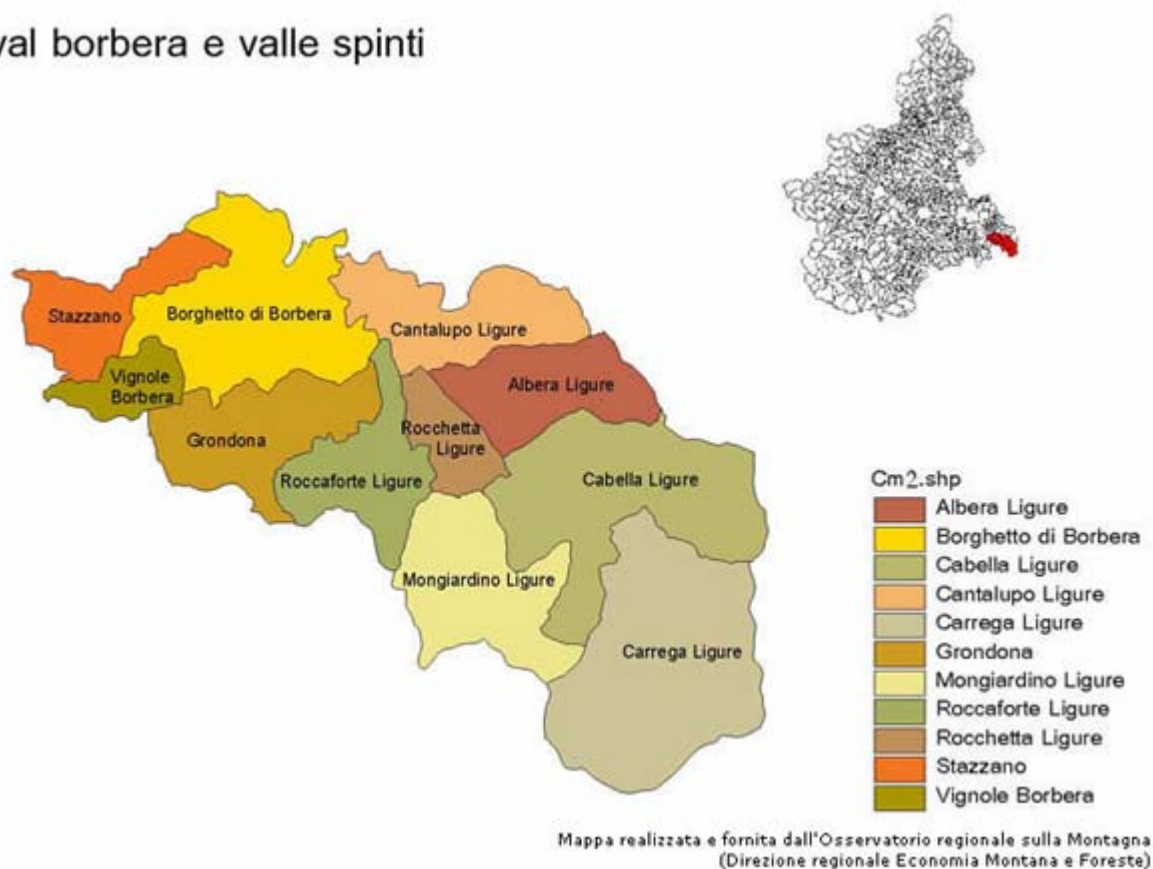 val borbera e valle spinti
Stazzano
Borghetto di Borbera
Cantalupo Ligure
Vignole
Borbera
Albera Ligure
Grondona
Rocchetta
Ligure
Roccaforte Ligure
Cabella Ligure
Mongiardino Ligure
Carrega Ligure
Cm2.shp
Albera Ligure
Borghetto di Borbera
Cabella Ligure
Cantalupo Ligure
Carrega Ligure
Grondona
Mongiardino Ligure
Roccaforte Ligure
Rocchetta Ligure
Stazzano
Vignole Borbera
Mappa realizzata e fornita dall'Osservatorio regionale sulla Montagna
(Direzione regionale Economia Montana e Foreste)